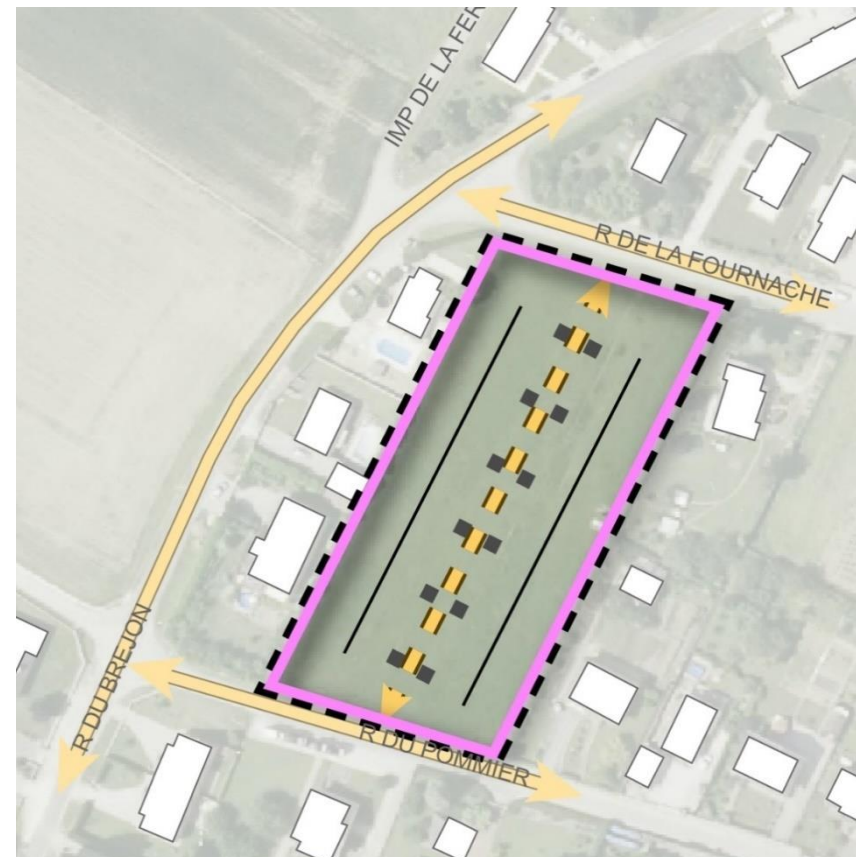 IMP DE LA FER
R DE LA FOURNACHE
R DU BREJON
R DU POMMIER